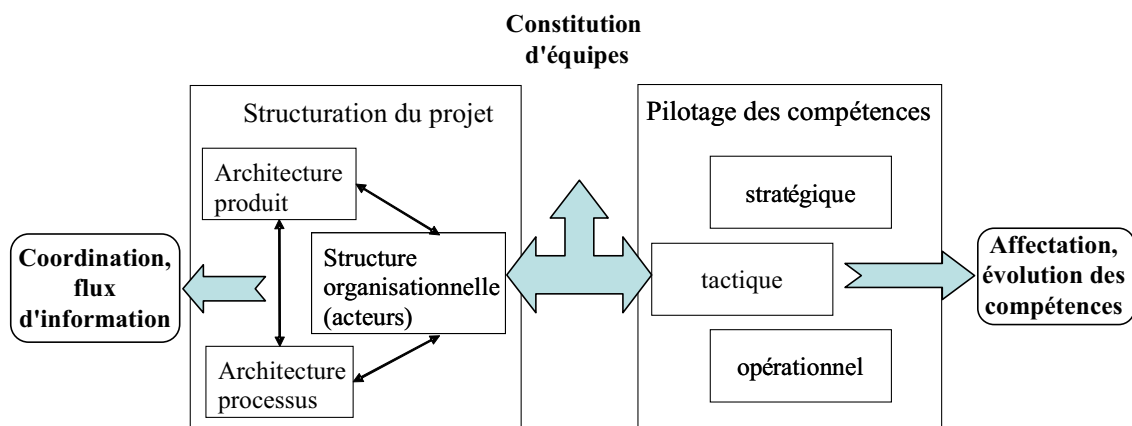 Constitution
d'équipes
Structuration du projet
Architecture
produit
Structure
organisationnelle
(acteurs)
Architecture
processus
Coordination,
flux
d'information
Pilotage des compétences
stratégique
tactique
opérationnel
Affectation,
évolution des
compétences